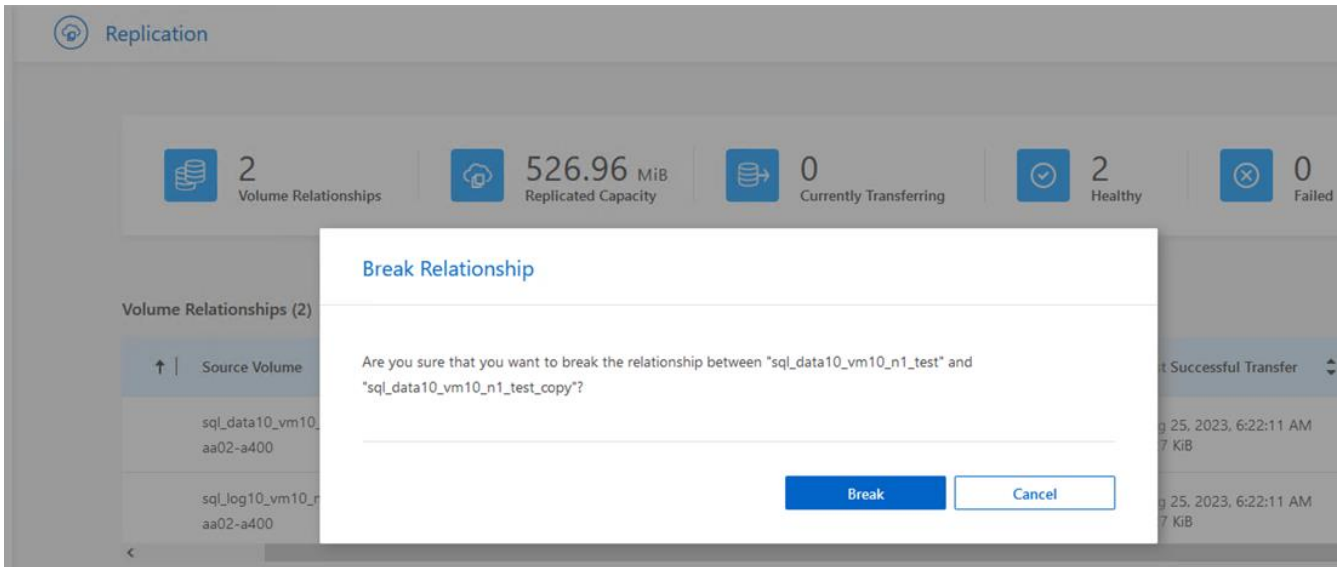 Replication
2
Volume Relationships
526.96 MiB
Replicated Capacity
0
Currently Transferring
2
Healthy
0
Failed
Break Relationship
Are you sure that you want to break the relationship between "sql_data10_vm10_n1_test" and
"sql_data10_vm10_n1_test_copy"?
Break
Cancel
Volume Relationships (2)
Source Volume
t Successful Transfer
sql_data10_vm10_
aa02-a400
g 25, 2023, 6:22:11 AM
7 KiB
sql_log10_vm10_
aa02-a400
g 25, 2023, 6:22:11 AM
7 KiB